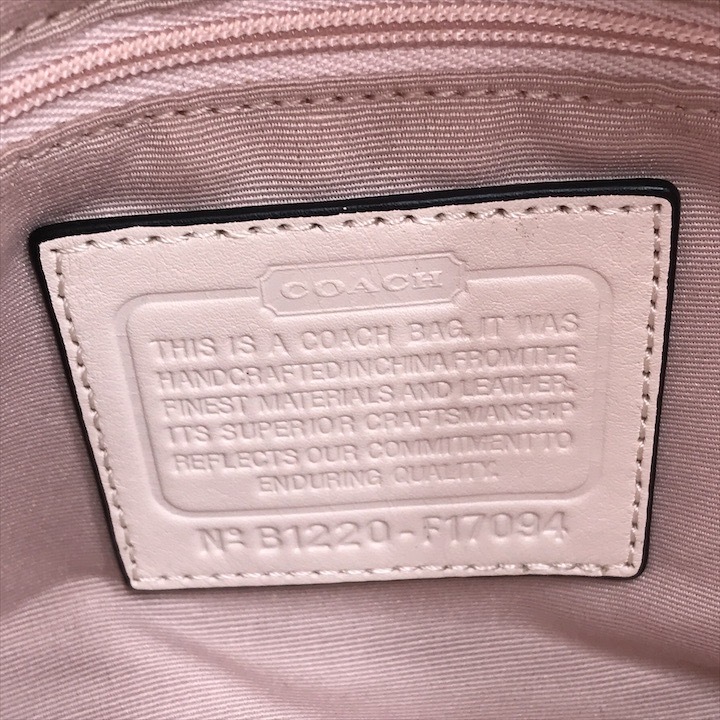 COACH
THIS IS A COACH BAG. IT WAS
HANDCRAFTED IN CHINA FROM THE
FINEST MATERIALS AND LEATHER.
ITS SUPERIOR CRAFTSMANSHIP
REFLECTS OUR COMMITMENT TO
ENDURING QUALITY.
Nº B1220-F17094